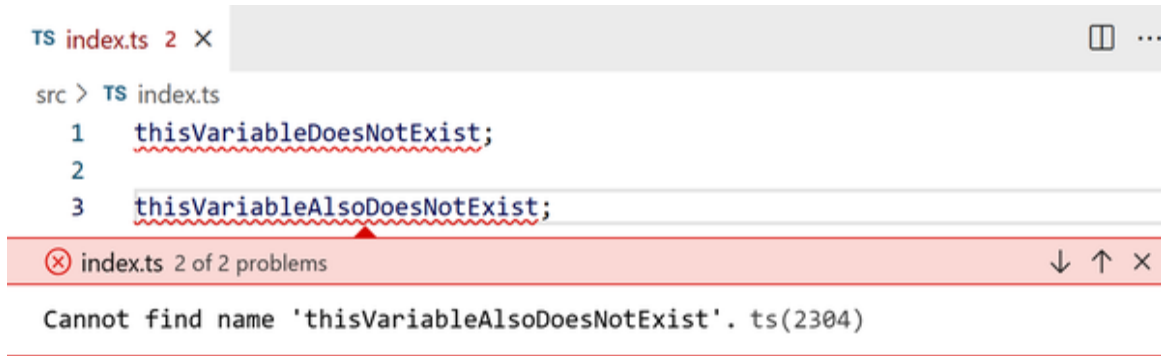 TS index.ts 2 ×
src > TS index.ts
1 thisVariableDoesNotExist;
2
3 thisVariableAlsoDoesNotExist;
index.ts 2 of 2 problems
Cannot find name 'thisVariableAlsoDoesNotExist'. ts(2304)